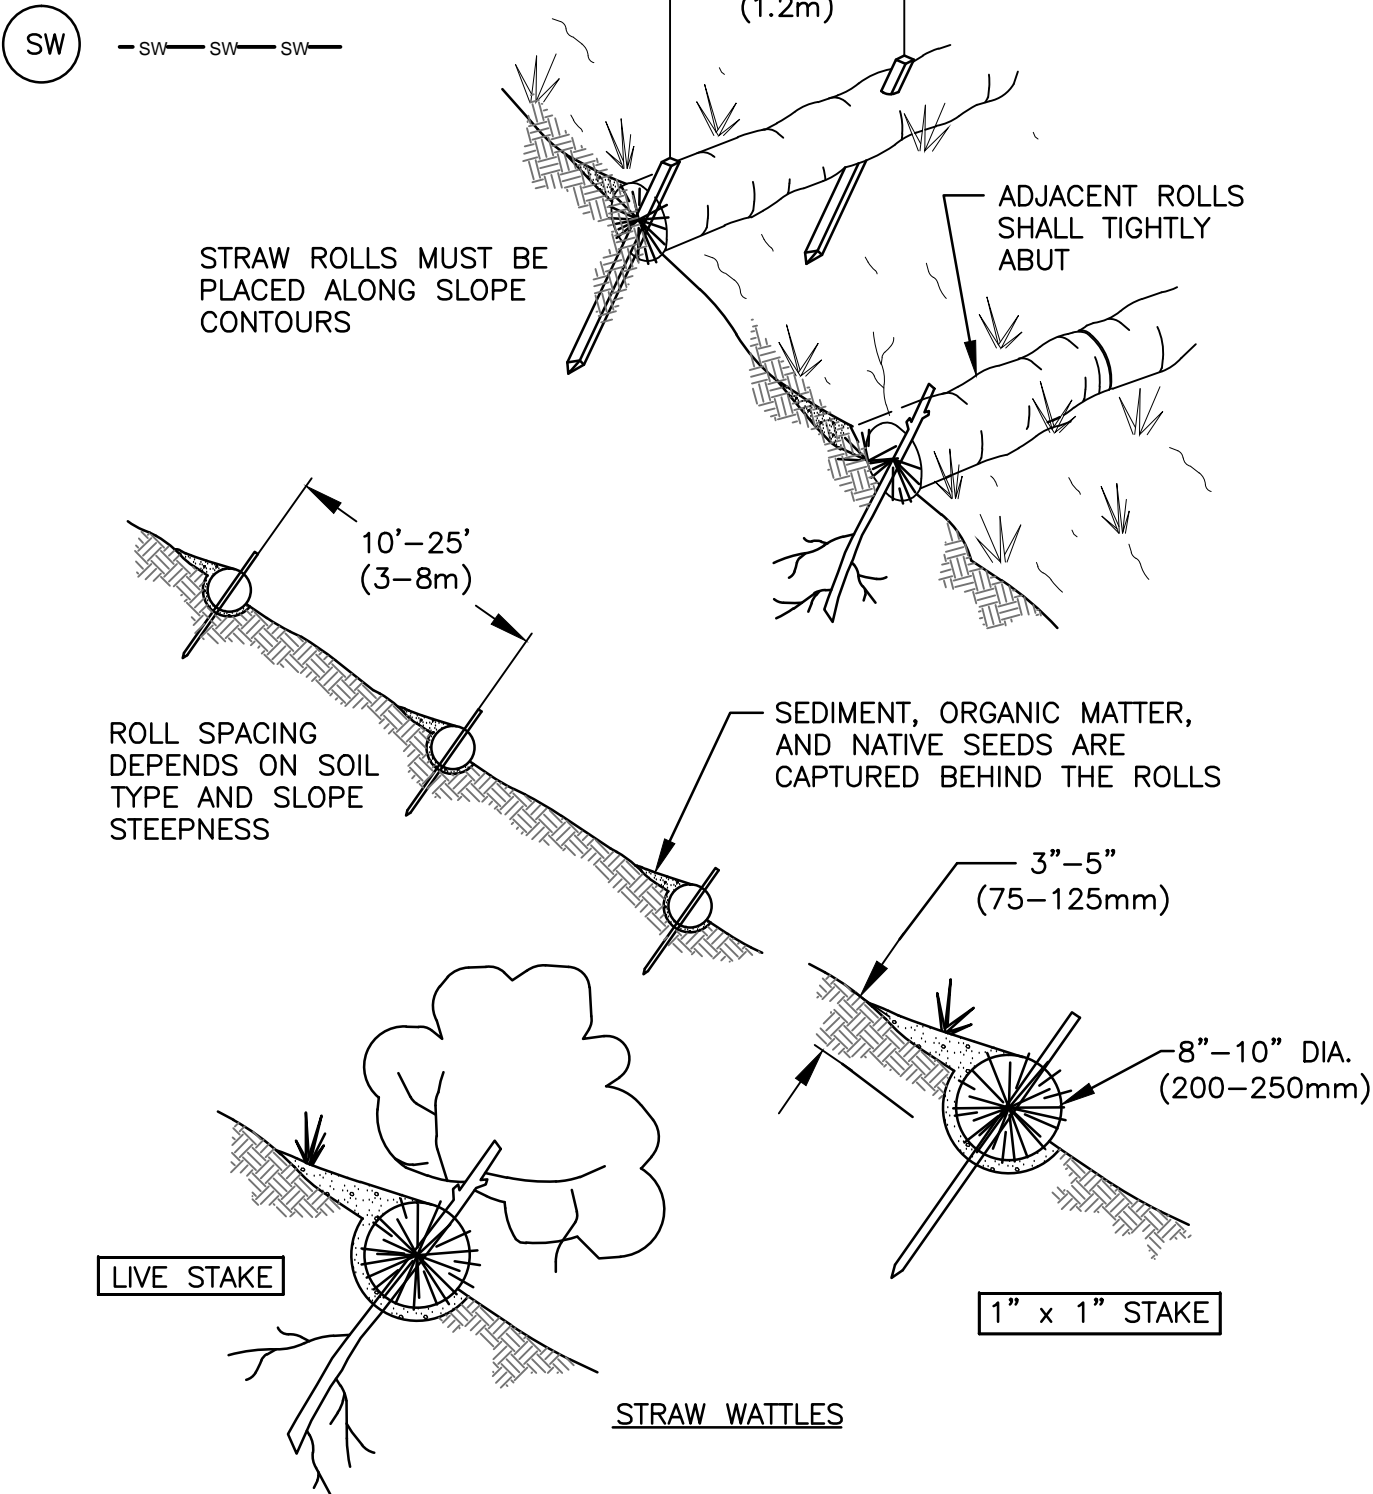 (1.2m)
SW
SW SW SW
ADJACENT ROLLS
SHALL TIGHTLY
ABUT
STRAW ROLLS MUST BE
PLACED ALONG SLOPE
CONTOURS
10'-25'
(3-8m)
ROLL SPACING
DEPENDS ON SOIL
TYPE AND SLOPE
STEEPNESS
SEDIMENT, ORGANIC MATTER,
AND NATIVE SEEDS ARE
CAPTURED BEHIND THE ROLLS
3"-5"
(75-125mm)
8"-10" DIA.
(200-250mm)
LIVE STAKE
1" x 1" STAKE
STRAW WATTLES